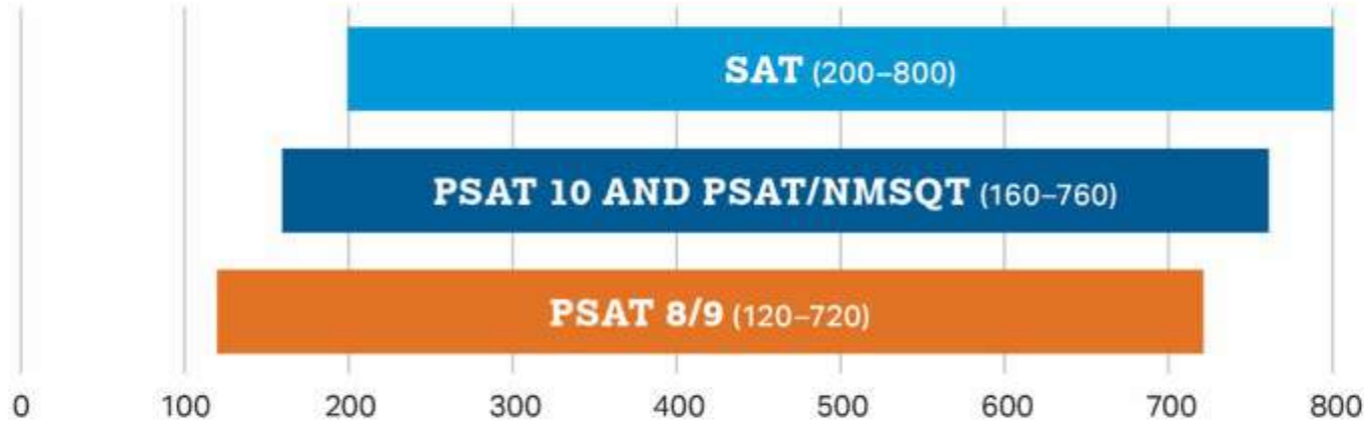 SAT (200–800)
PSAT 10 AND PSAT/NMSQT (160–760)
PSAT 8/9 (120–720)
0 100 200 300 400 500 600 700 800